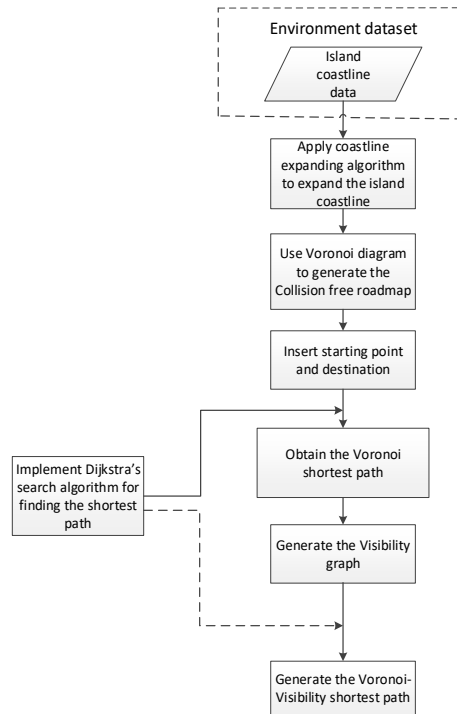 Environment dataset
Island
coastline
data
Apply coastline
expanding algorithm
to expand the island
coastline
Use Voronoi diagram
to generate the
Collision free roadmap
Insert starting point
and destination
Implement Dijkstra's
search algorithm for
finding the shortest
path
Obtain the Voronoi
shortest path
Generate the Visibility
graph
Generate the Voronoi-
Visibility shortest path